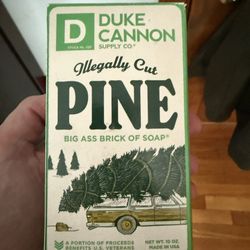 D
DUKE
CANNON
SUPPLY CO.®
Illegally Cut
PINE
BIG ASS BRICK OF SOAP®
A PORTION OF PROCEEDS
BENEFITS U.S. VETERANS
NET WT. 10 OZ.
MADE IN USA